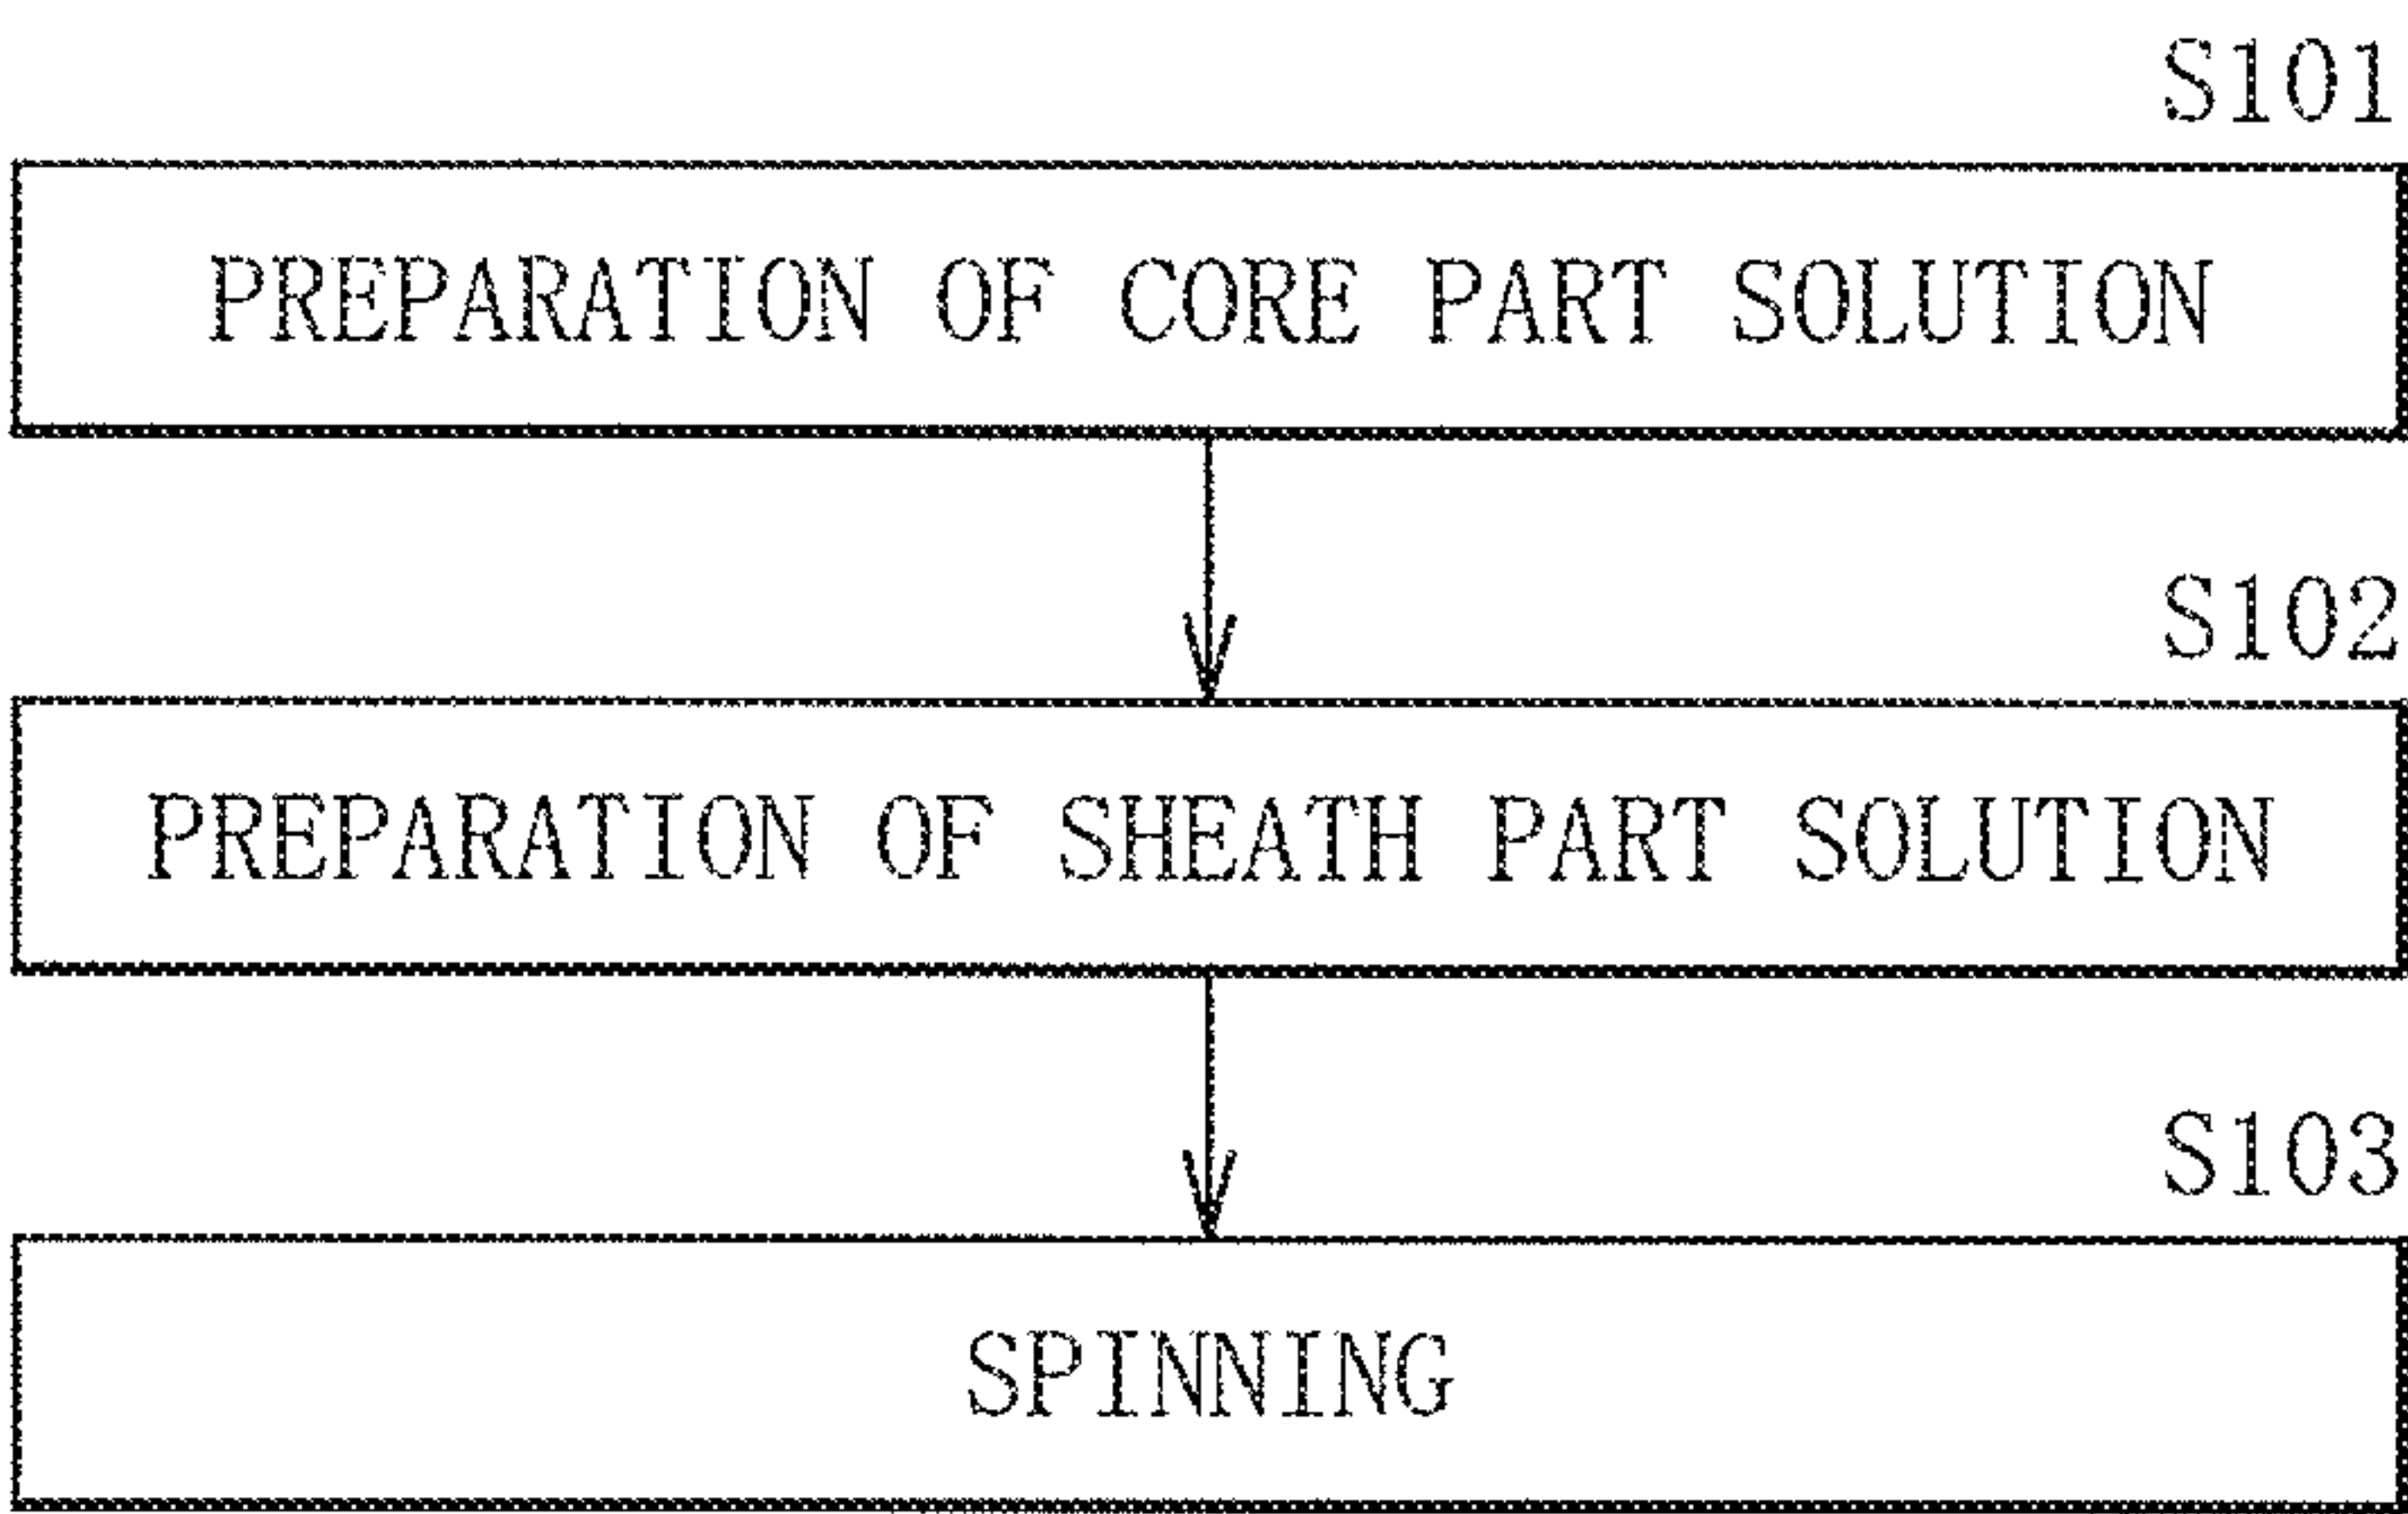 S101
PREPARATION OF CORE PART SOLUTION
S102
PREPARATION OF SHEATH PART SOLUTION
S103
SPINNING